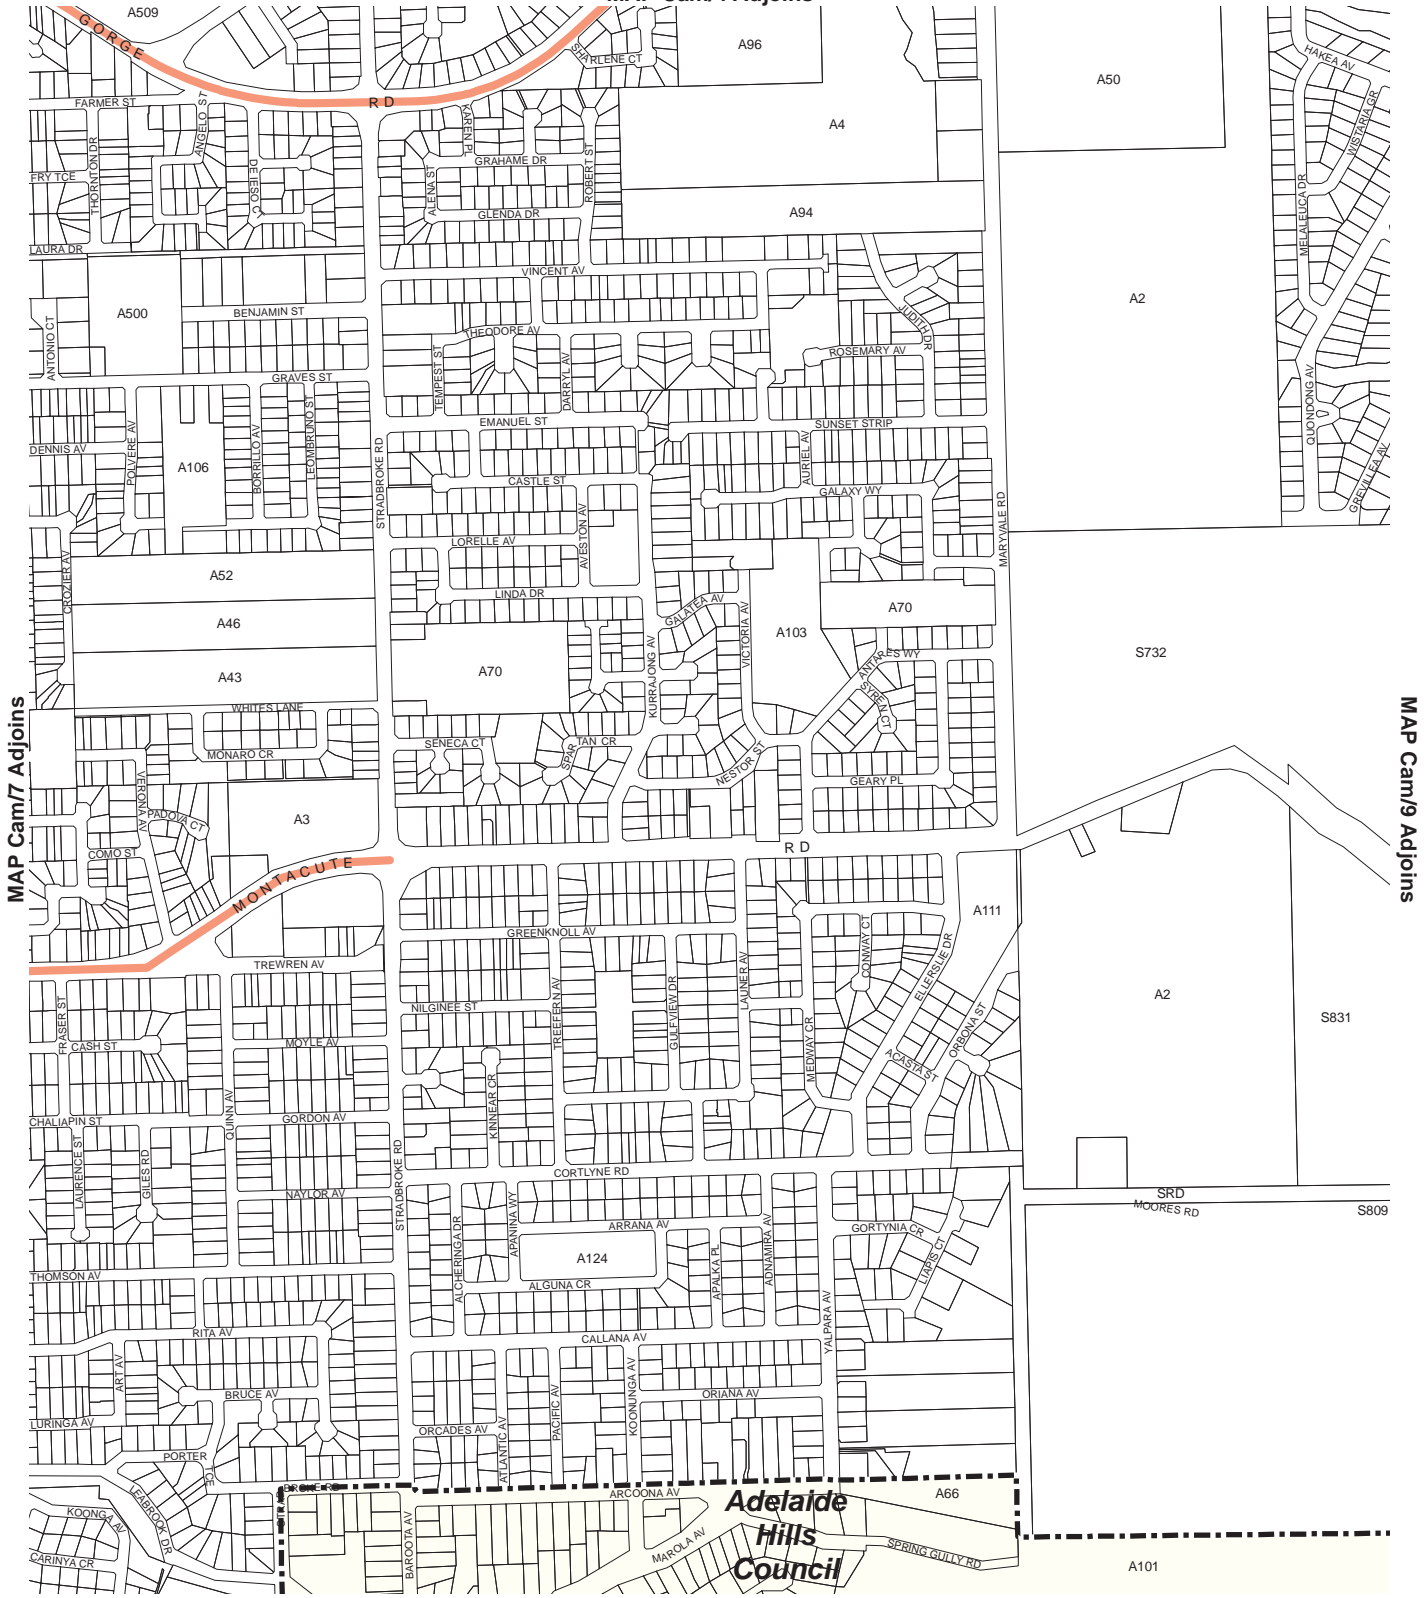 A509
GORGE
RD
SHARLENE CT
A96
A50
HAKEA AV
WISTARIA GR
FARMER ST
ANGELO ST
KAREN PL
A4
THORNTON DR
DE IESO CR
GRAHAME DR
ROBERT ST
FRY TCE
ALENA ST
GLENDA DR
A94
MELALEUCA DR
LAURA DR
VINCENT AV
A2
A500
BENJAMIN ST
ANTONIO CT
THEODORE AV
JUDITH DR
ROSEMARY AV
TEMPEST ST
DARRYL AV
GRAVES ST
QUONDONG AV
LEOMBRUNO ST
EMANUEL ST
SUNSET STRIP
DENNIS AV
POLVERE AV
BORRILLO AV
A106
STRADBROKE RD
AURIEL AV
GREVILLEA AV
CASTLE ST
GALAXY WY
MARYVALE RD
AVESTON AV
LORELLE AV
CROZIER AV
A52
LINDA DR
GALATEA AV
A70
A46
VICTORIA AV
A103
S732
A43
A70
KURRAJONG AV
ANTARES WY
SYREN CT
WHITES LANE
MONARO CR
SENECA CT
SPARTAN CR
NESTOR ST
GEARY PL
MAP Cam/7 Adjoins
MAP Cam/9 Adjoins
VERONA AV
PADOVA CT
A3
COMO ST
MONTACUTE
RD
A111
GREENKNOLL AV
CONWAY CT
ELLERSLIE DR
TREWREN AV
LAUNER AV
TREEFERN AV
GULFVIEW DR
A2
FRASER ST
NILGINEE ST
S831
CASH ST
MOYLE AV
MEDWAY CR
ORBONA ST
ACASTA ST
KINNEAR CR
CHALIAPIN ST
QUINN AV
GORDON AV
LAURENCE ST
GILES RD
STRADBROKE RD
CORTLYNE RD
NAYLOR AV
SRD
MOORES RD
S809
ALCHERINGA DR
APANINA WY
ARRANA AV
GORTYNIA CR
A124
APALKA PL
ADNAMIRA AV
LIAPIS CT
THOMSON AV
ALGUNA CR
YALPARA AV
RITA AV
CALLANA AV
ART AV
BRUCE AV
ORIANA AV
PACIFIC AV
KOONUNGA AV
LURINGA AV
ORCADES AV
ATLANTIC AV
PORTER
TCE
ARCOONA AV
A66
LEABROOK DR
KOONGA AV
BAROOTA AV
Adelaide
Hills
Council
MAROLA AV
SPRING GULLY RD
CARINYA CR
A101